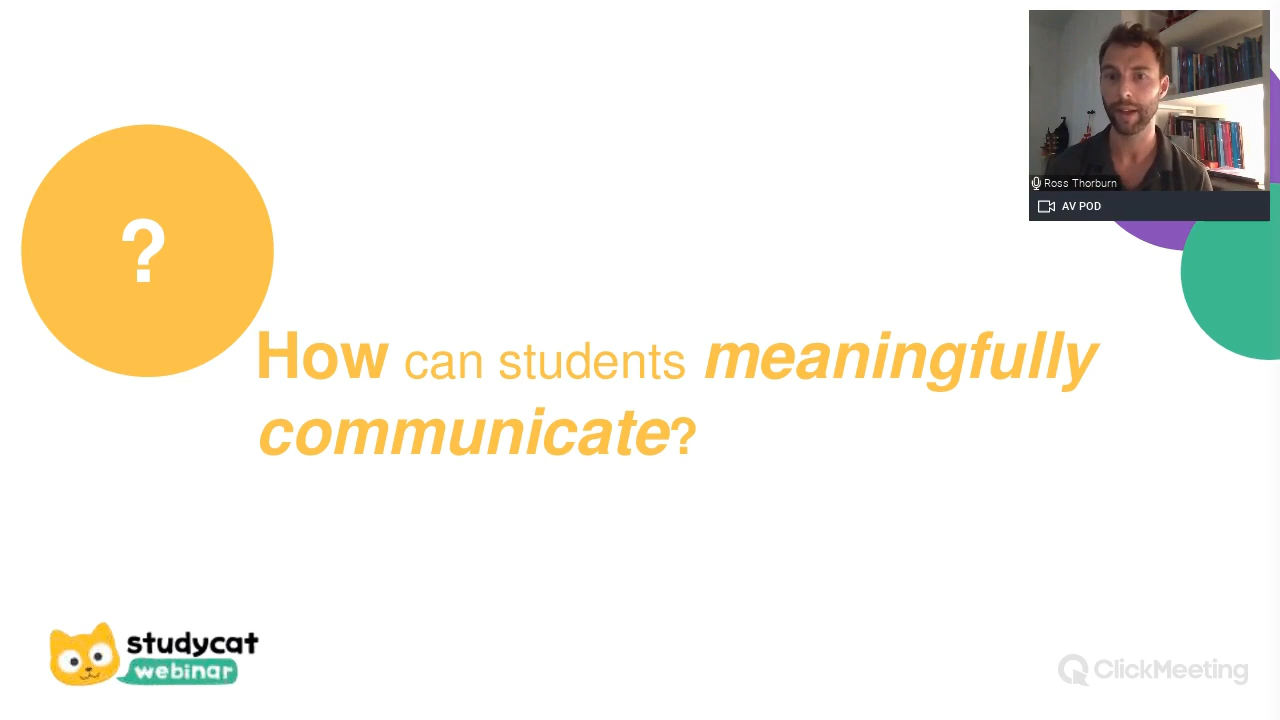 ?
How can students meaningfully
communicate?
Ross Thorburn
AV POD
studycat
webinar
ClickMeeting